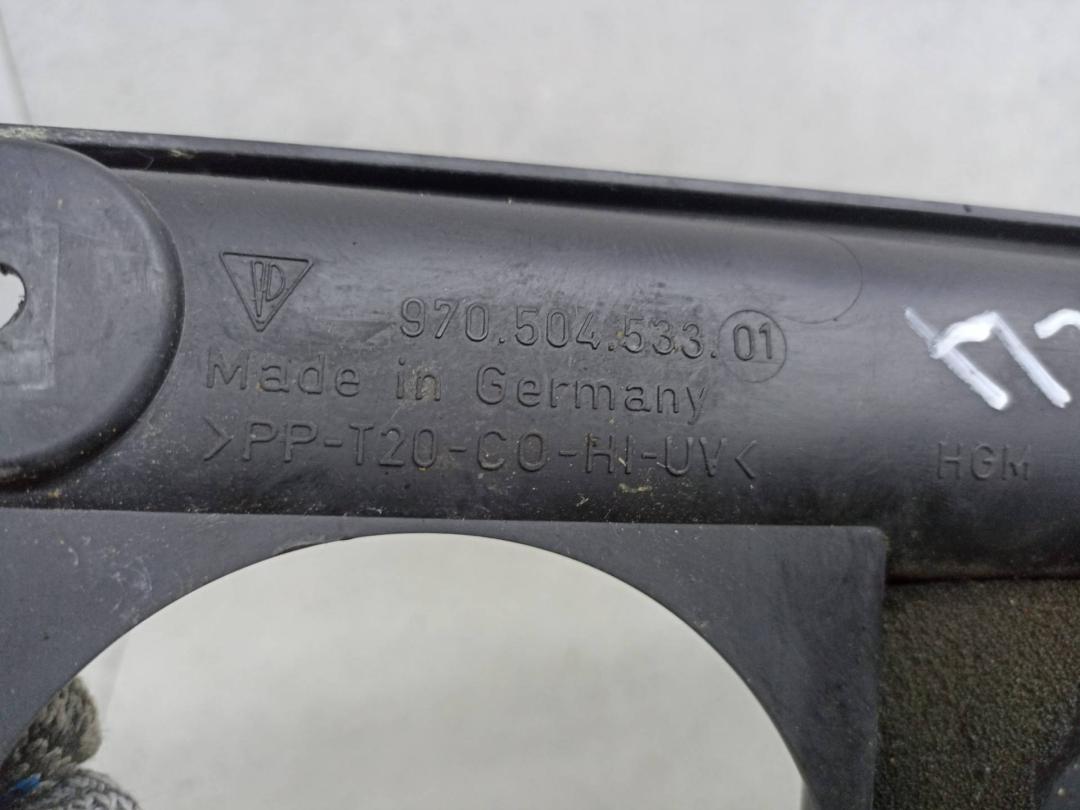 970.504.533.01
Made in Germany
>PP-T20-CO-HI-UV<
HGM